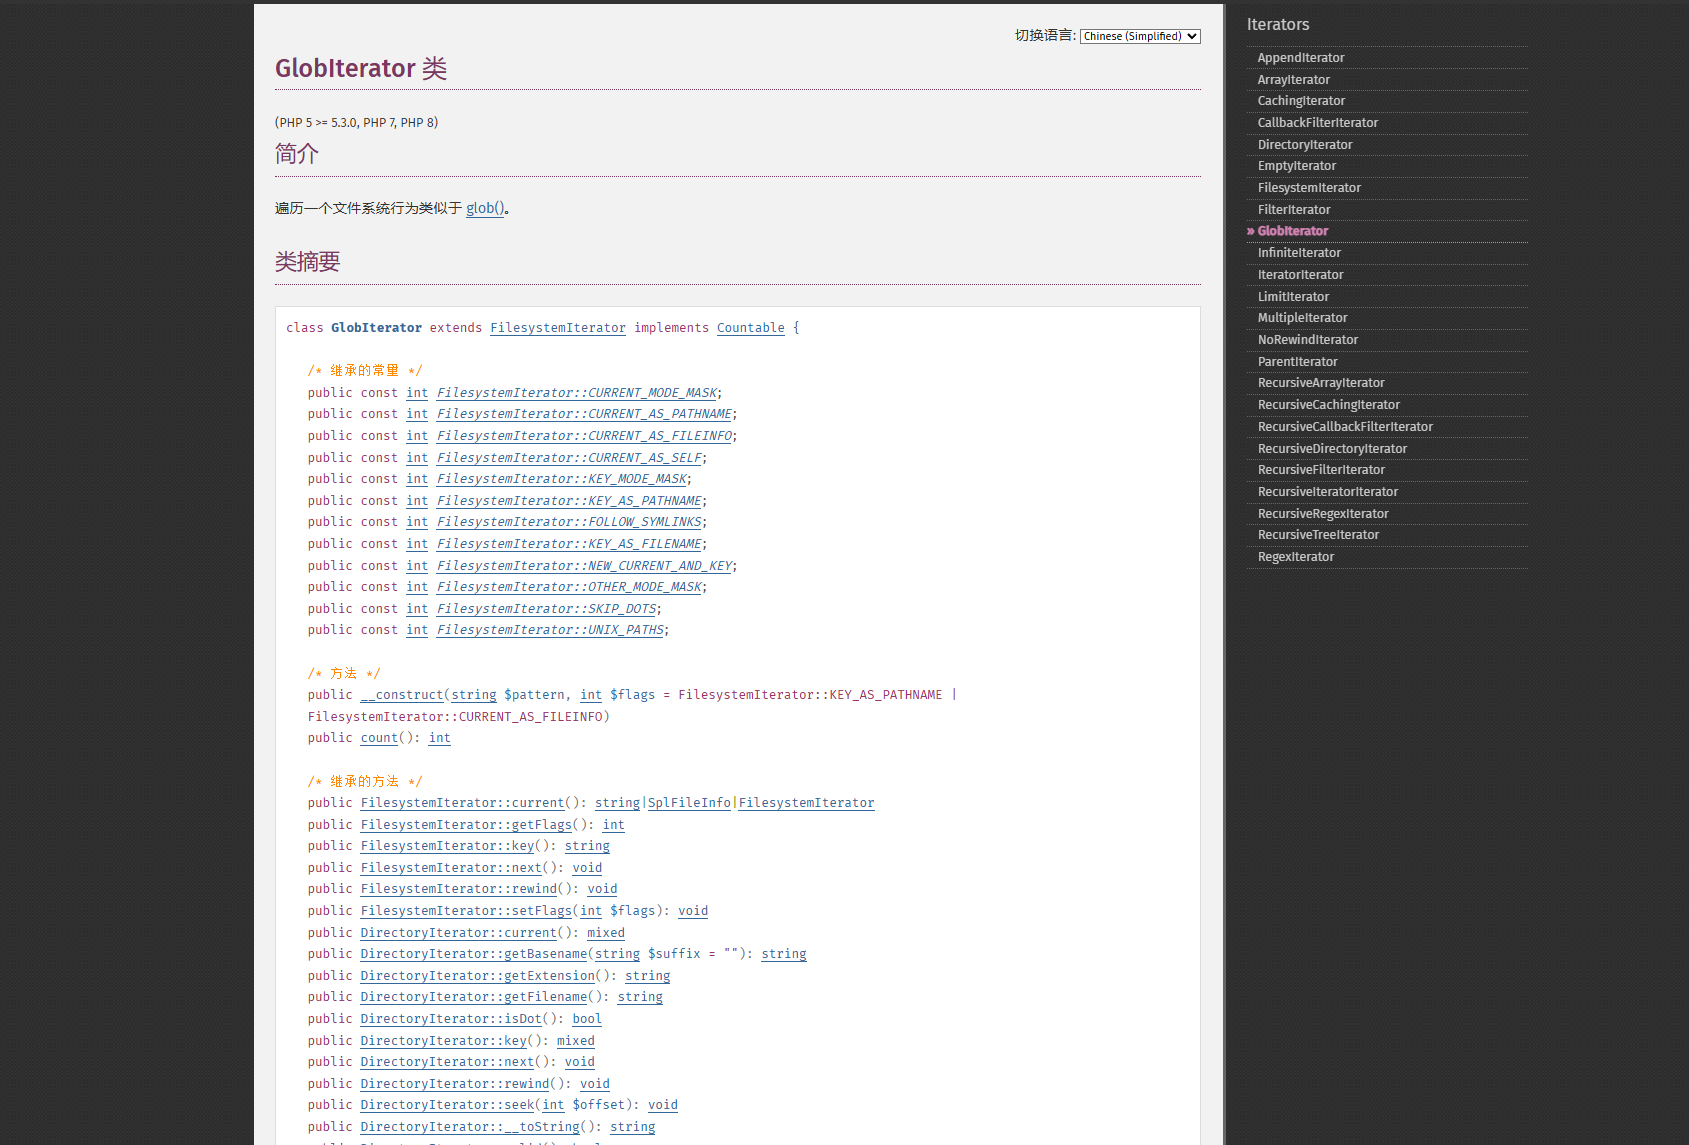 切换语言: Chinese (Simplified)
GlobIterator 类
(PHP 5 >= 5.3.0, PHP 7, PHP 8)
简介
遍历一个文件系统行为类似于 glob()。
类摘要
class GlobIterator extends FilesystemIterator implements Countable {
/* 继承的常量 */
public const int FilesystemIterator::CURRENT_MODE_MASK;
public const int FilesystemIterator::CURRENT_AS_PATHNAME;
public const int FilesystemIterator::CURRENT_AS_FILEINFO;
public const int FilesystemIterator::CURRENT_AS_SELF;
public const int FilesystemIterator::KEY_MODE_MASK;
public const int FilesystemIterator::KEY_AS_PATHNAME;
public const int FilesystemIterator::FOLLOW_SYMLINKS;
public const int FilesystemIterator::KEY_AS_FILENAME;
public const int FilesystemIterator::NEW_CURRENT_AND_KEY;
public const int FilesystemIterator::OTHER_MODE_MASK;
public const int FilesystemIterator::SKIP_DOTS;
public const int FilesystemIterator::UNIX_PATHS;
/* 方法 */
public __construct(string $pattern, int $flags = FilesystemIterator::KEY_AS_PATHNAME |
FilesystemIterator::CURRENT_AS_FILEINFO)
public count(): int
/* 继承的方法 */
public FilesystemIterator::current(): string|SplFileInfo|FilesystemIterator
public FilesystemIterator::getFlags(): int
public FilesystemIterator::key(): string
public FilesystemIterator::next(): void
public FilesystemIterator::rewind(): void
public FilesystemIterator::setFlags(int $flags): void
public DirectoryIterator::current(): mixed
public DirectoryIterator::getBasename(string $suffix = ""): string
public DirectoryIterator::getExtension(): string
public DirectoryIterator::getFilename(): string
public DirectoryIterator::isDot(): bool
public DirectoryIterator::key(): mixed
public DirectoryIterator::next(): void
public DirectoryIterator::rewind(): void
public DirectoryIterator::seek(int $offset): void
public DirectoryIterator::__toString(): string
Iterators
AppendIterator
ArrayIterator
CachingIterator
CallbackFilterIterator
DirectoryIterator
EmptyIterator
FilesystemIterator
FilterIterator
» GlobIterator
InfiniteIterator
IteratorIterator
LimitIterator
MultipleIterator
NoRewindIterator
ParentIterator
RecursiveArrayIterator
RecursiveCachingIterator
RecursiveCallbackFilterIterator
RecursiveDirectoryIterator
RecursiveFilterIterator
RecursiveIteratorIterator
RecursiveRegexIterator
RecursiveTreeIterator
RegexIterator